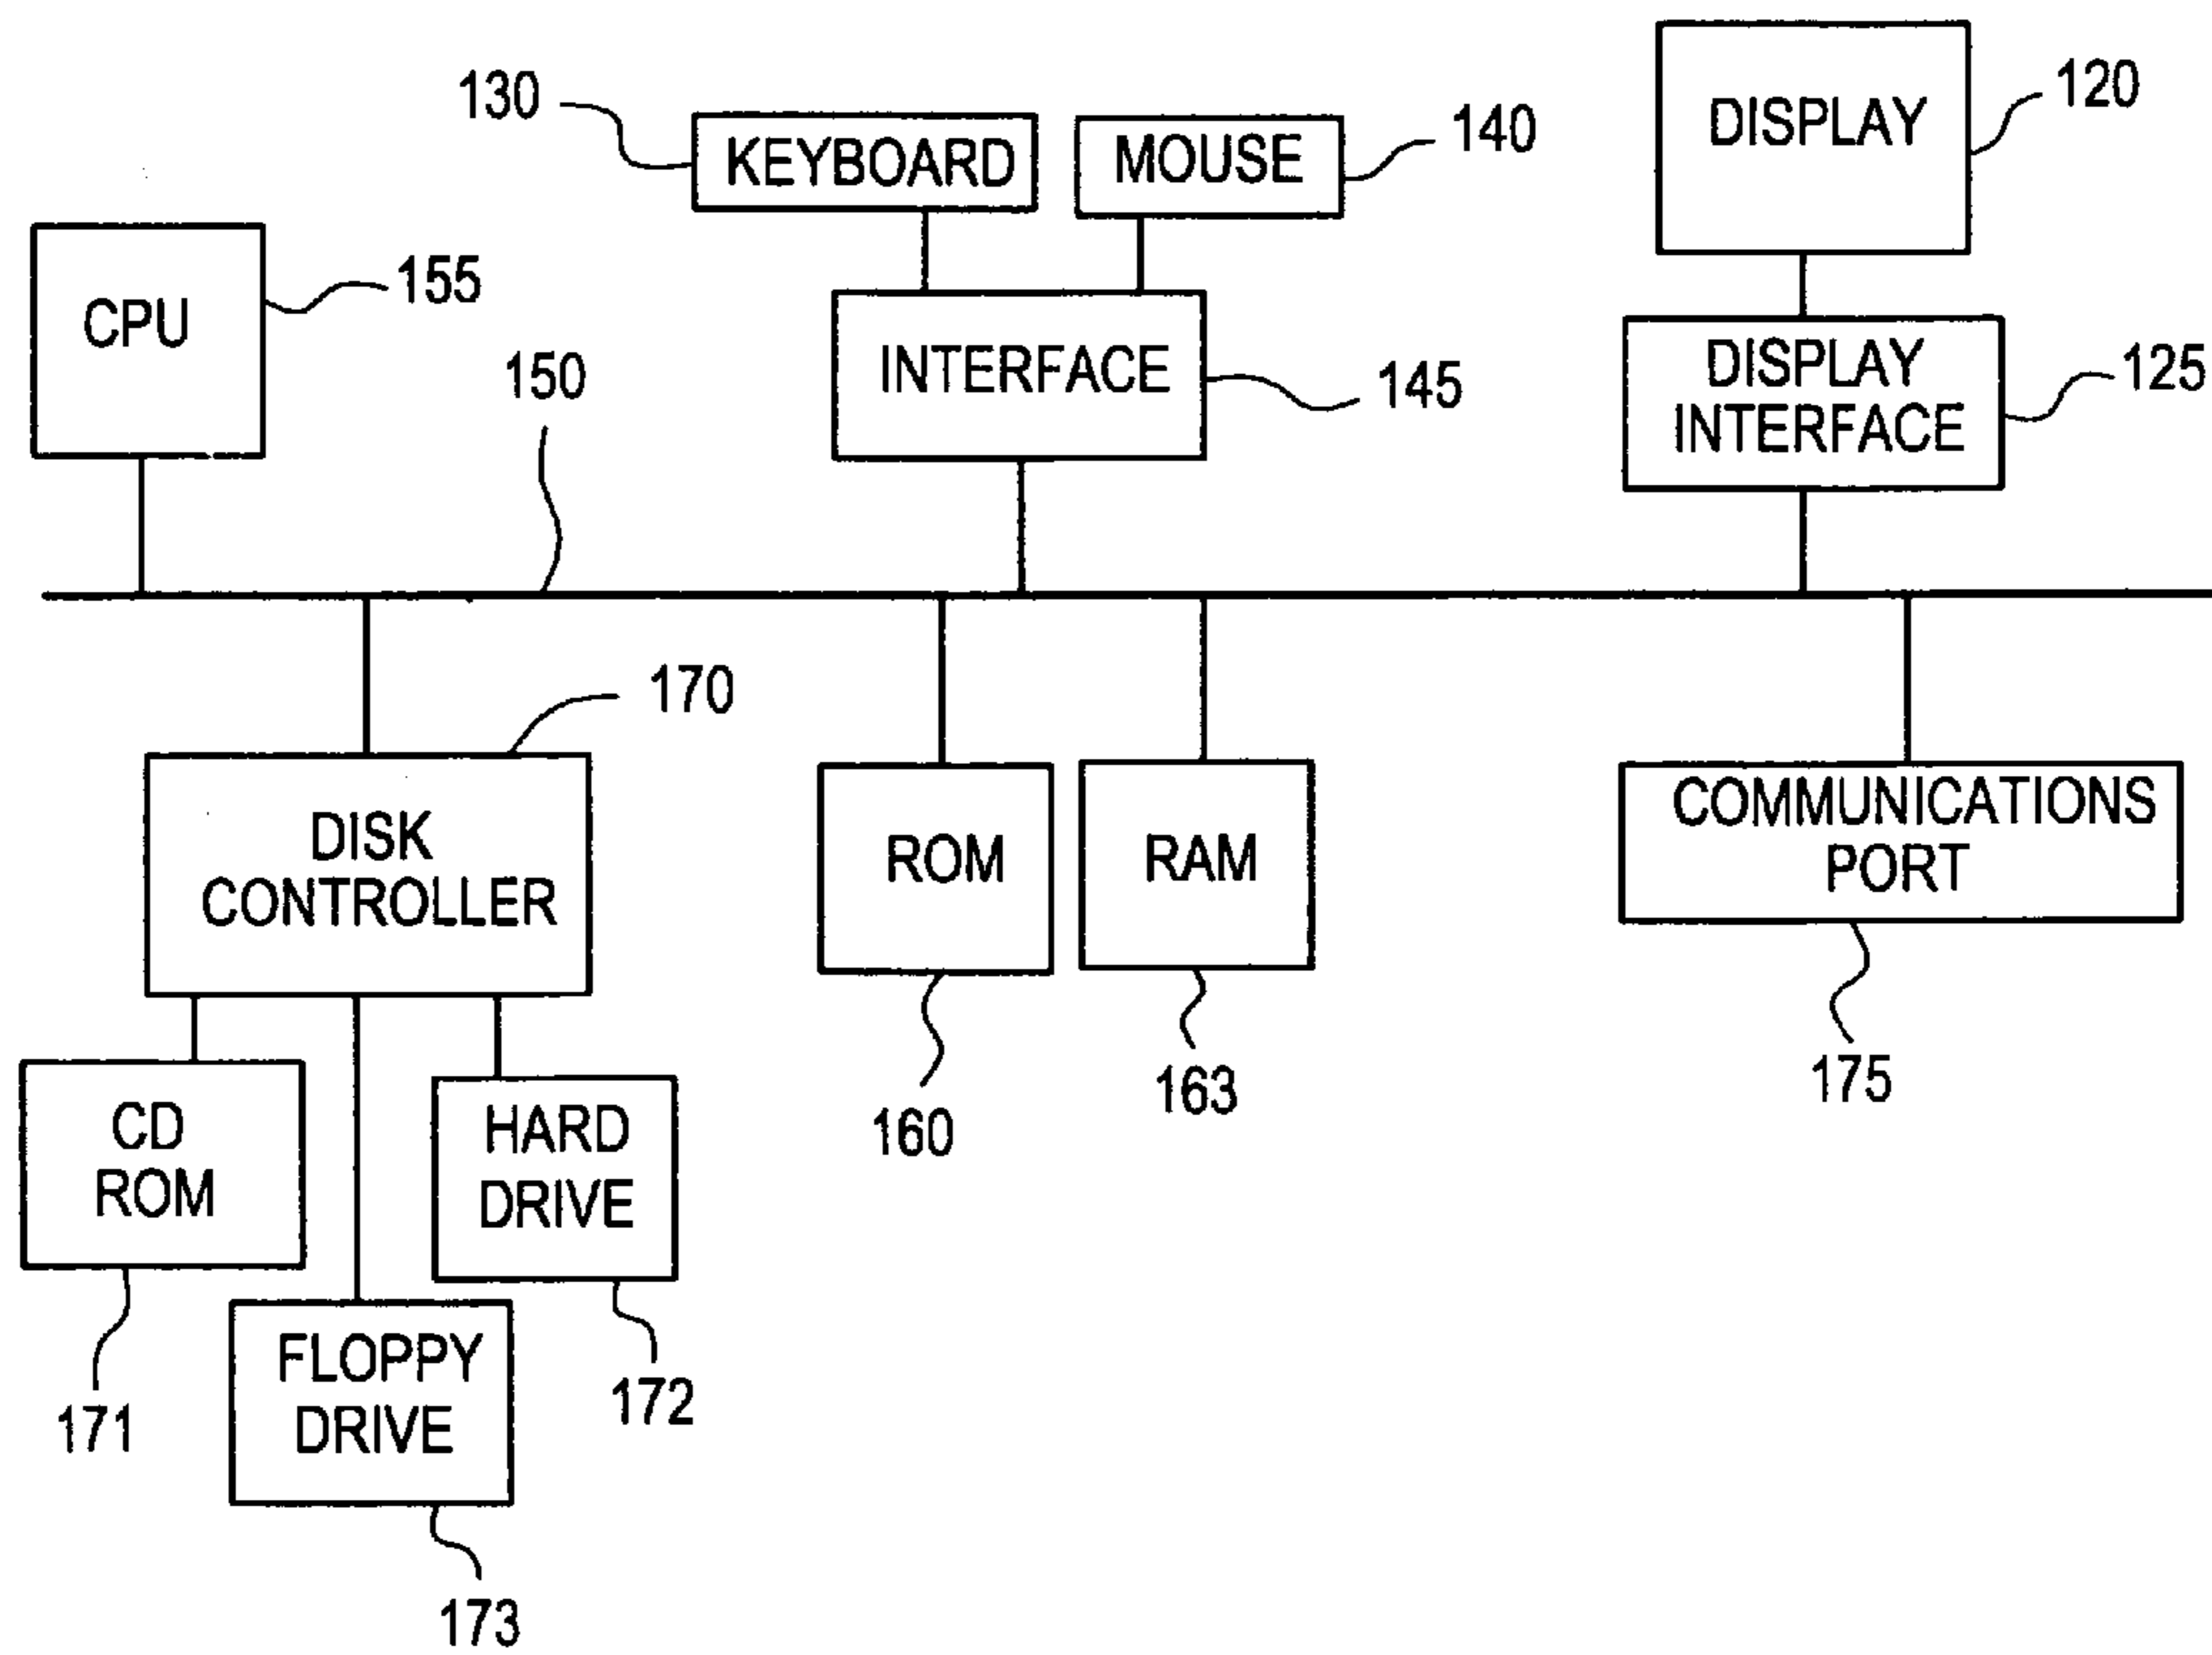 130
KEYBOARD
MOUSE
140
DISPLAY
120
CPU
155
150
INTERFACE
145
DISPLAY
INTERFACE
125
170
DISK
CONTROLLER
ROM
RAM
COMMUNICATIONS
PORT
160
163
175
CD
ROM
HARD
DRIVE
171
172
FLOPPY
DRIVE
173